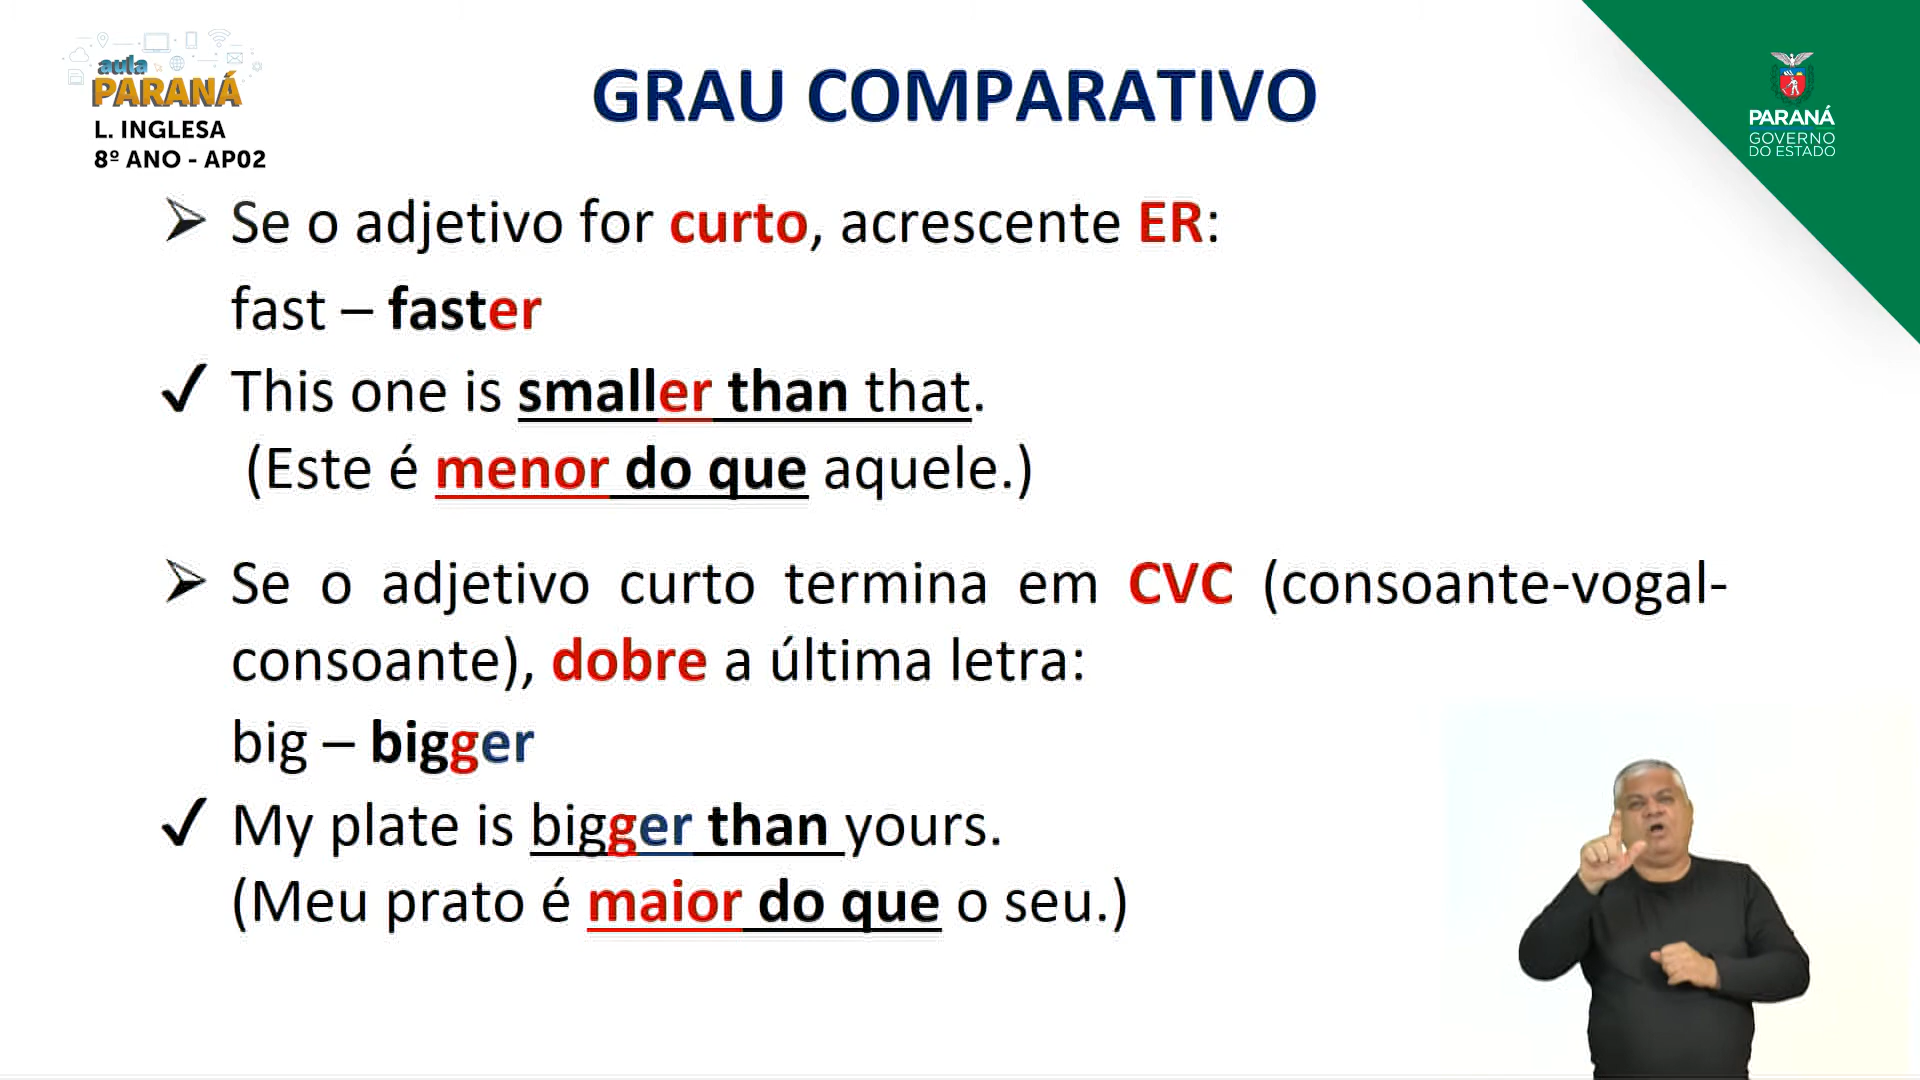 aula
PARANÁ
L. INGLESA
8º ANO - AP02
GRAU COMPARATIVO
PARANÁ
GOVERNO
DO ESTADO
➢ Se o adjetivo for curto, acrescente ER:
fast – faster
✓ This one is smaller than that.
(Este é menor do que aquele.)
➢ Se o adjetivo curto termina em CVC (consoante-vogal-
consoante), dobre a última letra:
big – bigger
✓ My plate is bigger than yours.
(Meu prato é maior do que o seu.)